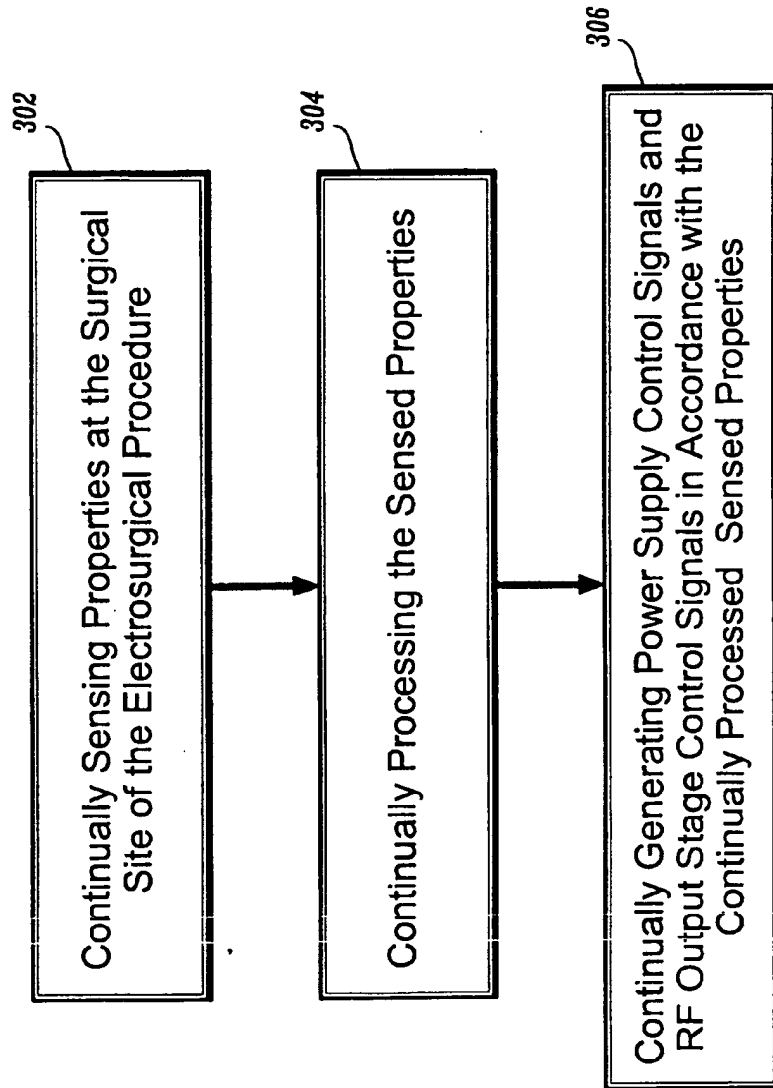 302
Continually Sensing Properties at the Surgical
Site of the Electrosurgical Procedure
304
Continually Processing the Sensed Properties
306
Continually Generating Power Supply Control Signals and
RF Output Stage Control Signals in Accordance with the
Continually Processed Sensed Properties